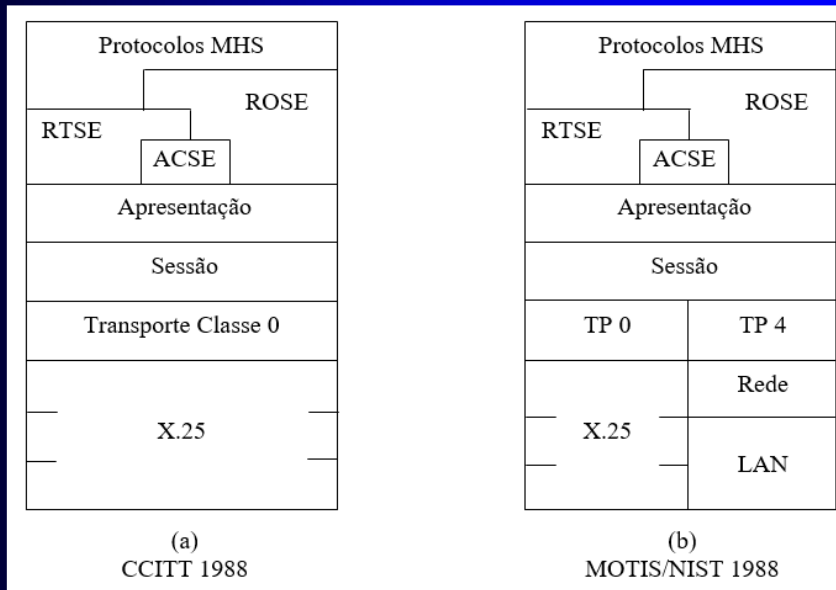 Protocolos MHS
ROSE
RTSE
ACSE
Apresentação
Sessão
Transporte Classe 0
X.25
(a)
CCITT 1988
Protocolos MHS
ROSE
RTSE
ACSE
Apresentação
Sessão
TP 0
TP 4
Rede
X.25
LAN
(b)
MOTIS/NIST 1988